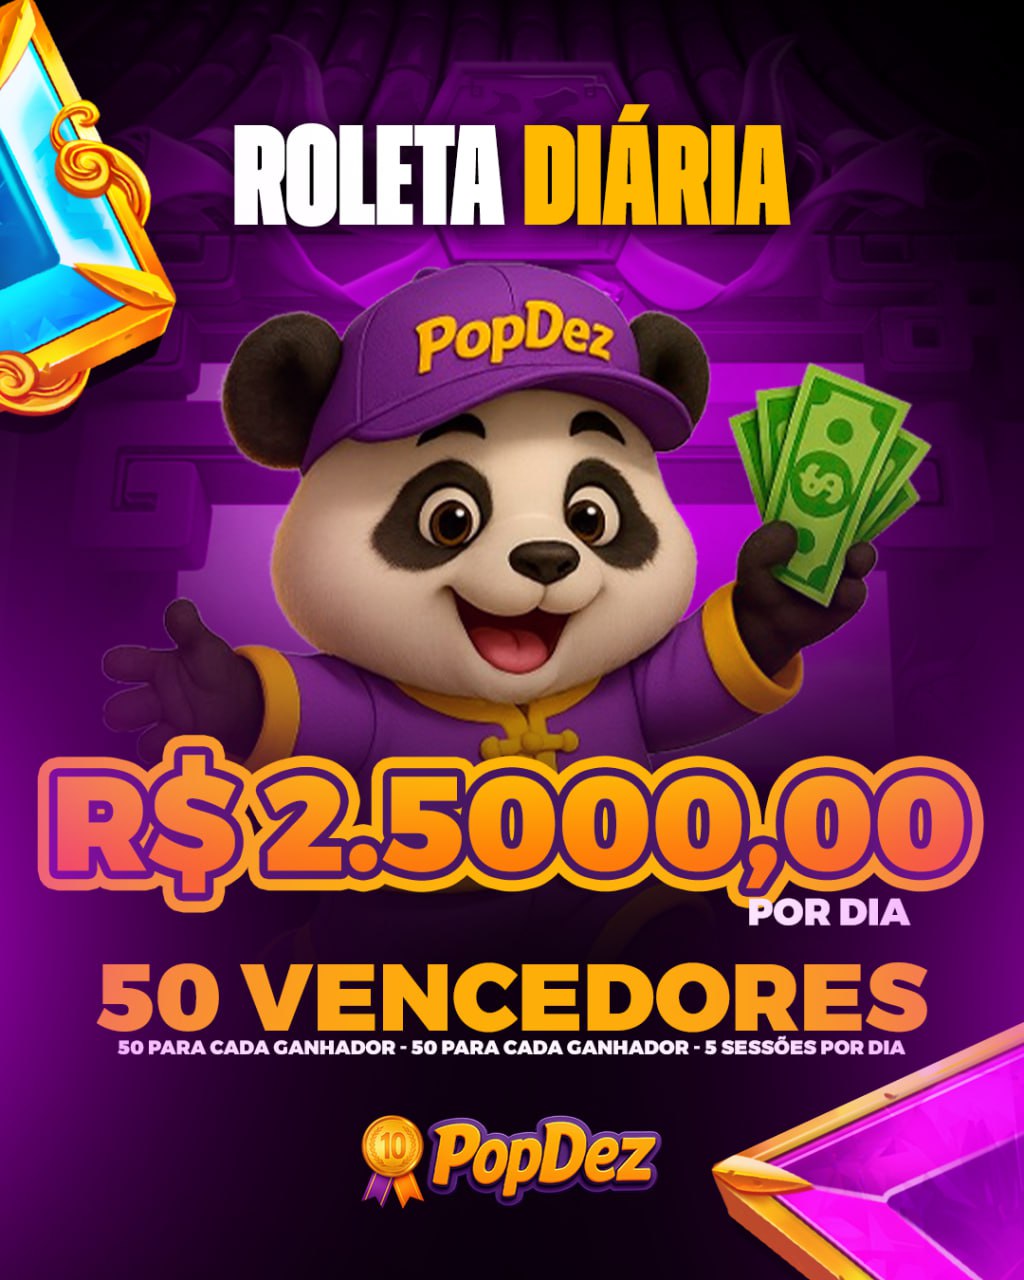 ROLETA DIÁRIA
PopDez
$
R$ 2.5000,00
POR DIA
50 VENCEDORES
50 PARA CADA GANHADOR - 50 PARA CADA GANHADOR - 5 SESSÕES POR DIA
10 PopDez